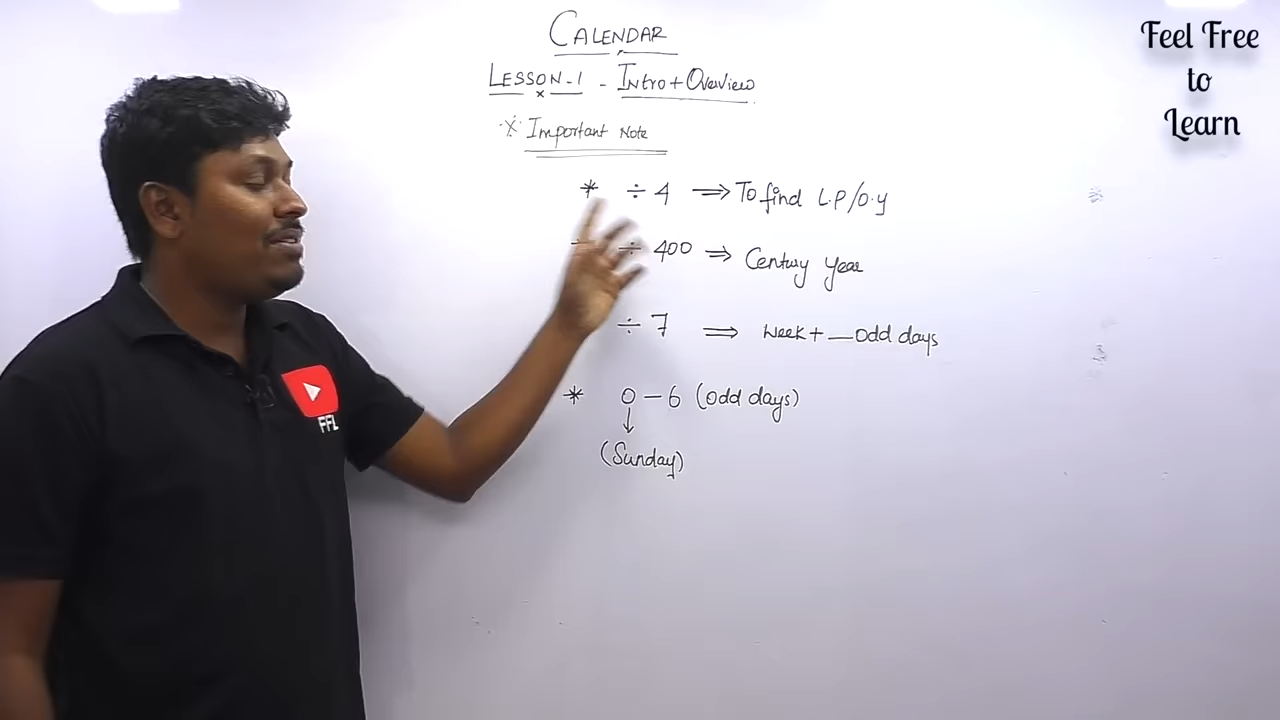 CALENDAR
LESSON-1 - Intro+Overview
※ Important Note
* ÷ 4 ⟹ To find L.P/O.y
÷ 400 ⟹ Century year
÷ 7 ⟹ Week + __ odd days
* 0 – 6 (odd days)
↓
(Sunday)
Feel Free
to
Learn
FFL